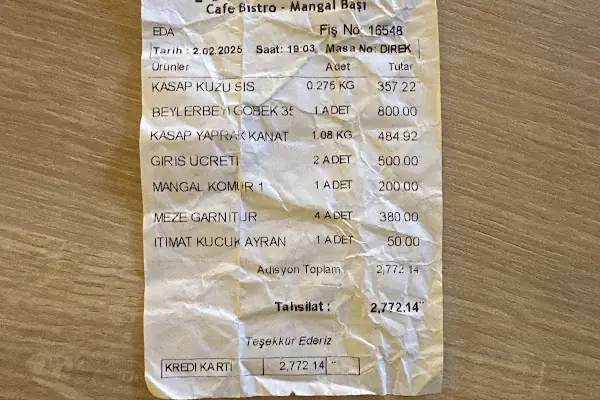 Cafe Bistro - Mangal Başı
EDA Fiş No: 16548
Tarih : 2.02.2025 Saat: 19:03 Masa No: DİREK
Ürünler Adet Tutar
KASAP KUZU SIS 0.275 KG 357.22
BEYLERBEYI GOBEK 35 1 ADET 800.00
KASAP YAPRAK KANAT 1.08 KG 484.92
GIRIS UCRETI 2 ADET 500.00
MANGAL KOMUR 1 1 ADET 200.00
MEZE GARNITUR 4 ADET 380.00
ITIMAT KUCUK AYRAN 1 ADET 50.00
Adisyon Toplam: 2,772.14
Tahsilat : 2,772.14
Teşekkür Ederiz
KREDI KARTI 2,772.14